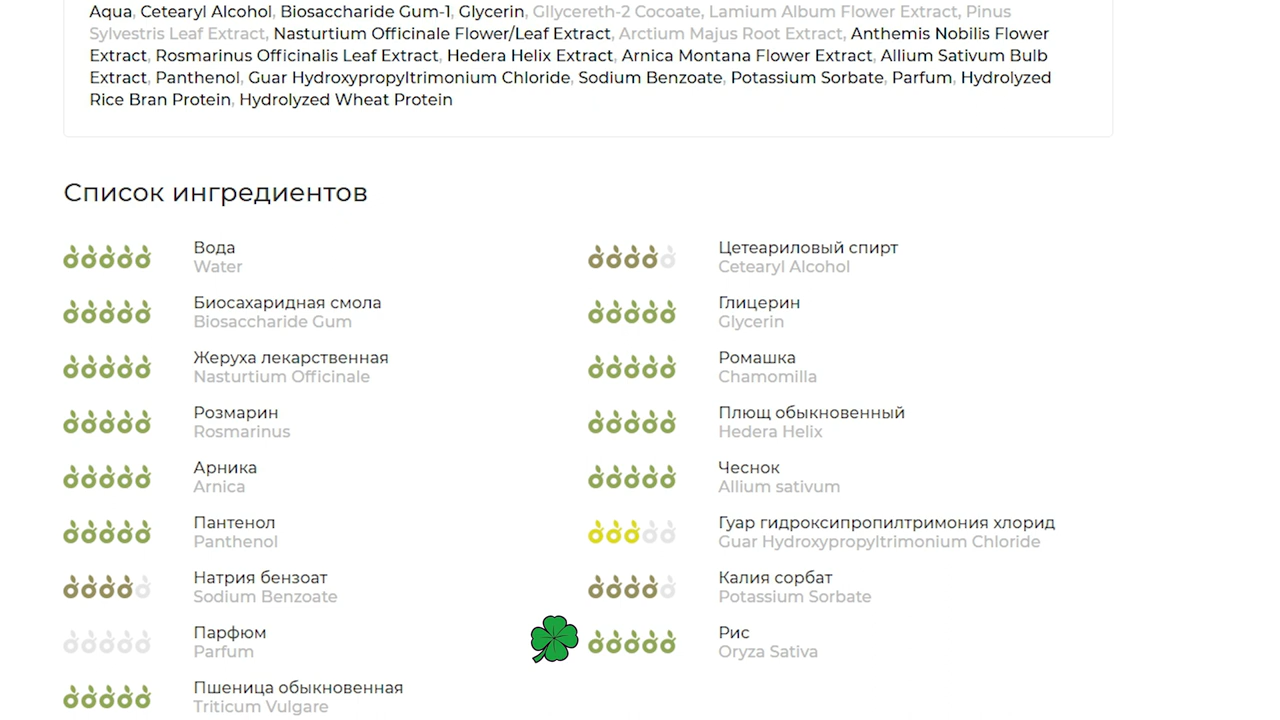 Aqua, Cetearyl Alcohol, Biosaccharide Gum-1, Glycerin, Gllycereth-2 Cocoate, Lamium Album Flower Extract, Pinus
Sylvestris Leaf Extract, Nasturtium Officinale Flower/Leaf Extract, Arctium Majus Root Extract, Anthemis Nobilis Flower
Extract, Rosmarinus Officinalis Leaf Extract, Hedera Helix Extract, Arnica Montana Flower Extract, Allium Sativum Bulb
Extract, Panthenol, Guar Hydroxypropyltrimonium Chloride, Sodium Benzoate, Potassium Sorbate, Parfum, Hydrolyzed
Rice Bran Protein, Hydrolyzed Wheat Protein
Список ингредиентов
Вода
Water
Цетеариловый спирт
Cetearyl Alcohol
Биосахаридная смола
Biosaccharide Gum
Глицерин
Glycerin
Жеруха лекарственная
Nasturtium Officinale
Ромашка
Chamomilla
Розмарин
Rosmarinus
Плющ обыкновенный
Hedera Helix
Арника
Arnica
Чеснок
Allium sativum
Пантенол
Panthenol
Гуар гидроксипропилтримония хлорид
Guar Hydroxypropyltrimonium Chloride
Натрия бензоат
Sodium Benzoate
Калия сорбат
Potassium Sorbate
Парфюм
Parfum
Рис
Oryza Sativa
Пшеница обыкновенная
Triticum Vulgare